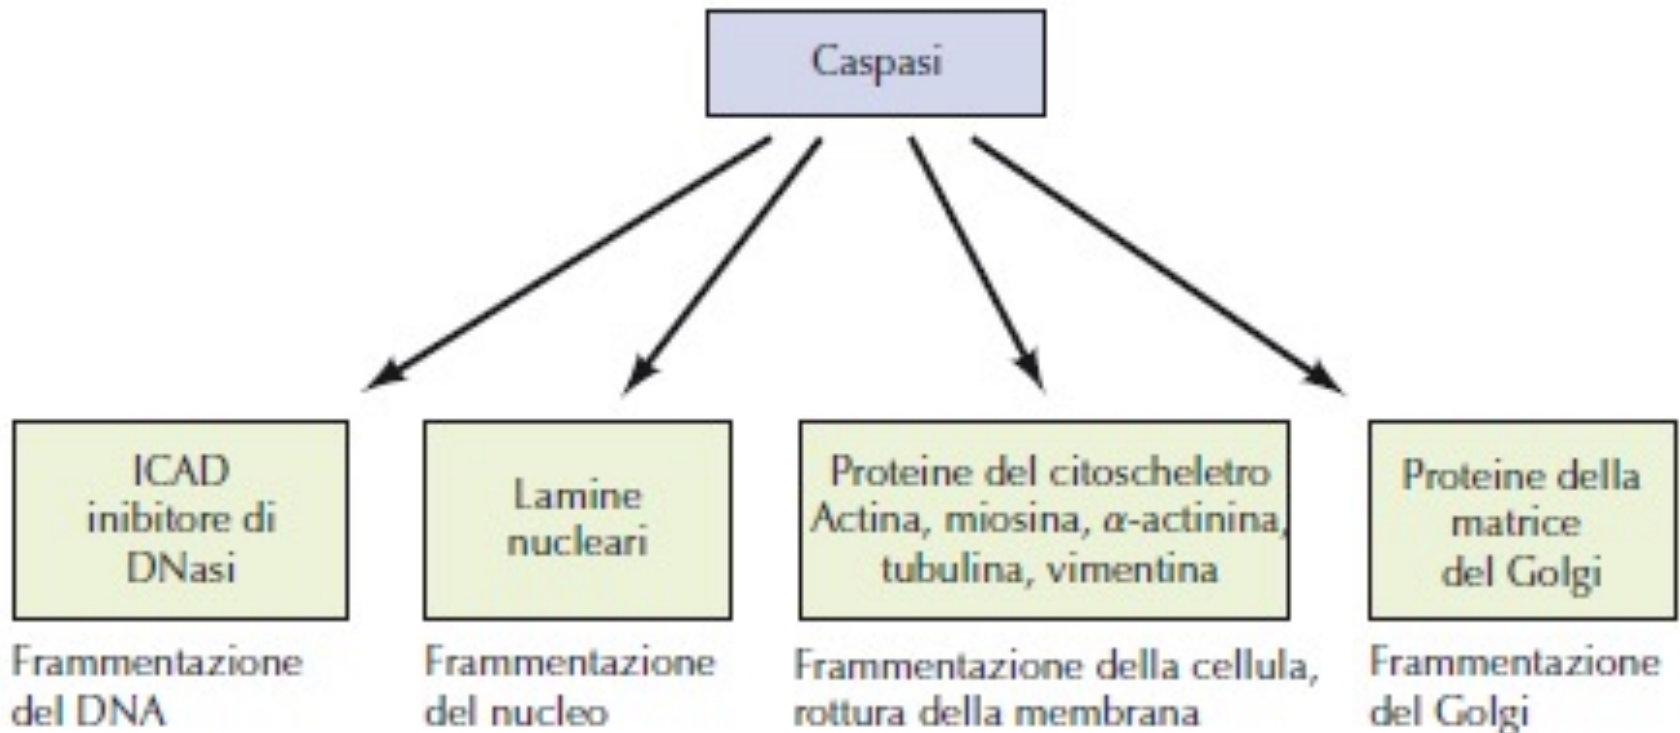 Caspasi
ICAD
inibitore di
DNasi
Lamine
nucleari
Proteine del citoscheletro
Actina, miosina, α-actinina,
tubulina, vimentina
Proteine della
matrice
del Golgi
Frammentazione
del DNA
Frammentazione
del nucleo
Frammentazione della cellula,
rottura della membrana
Frammentazione
del Golgi